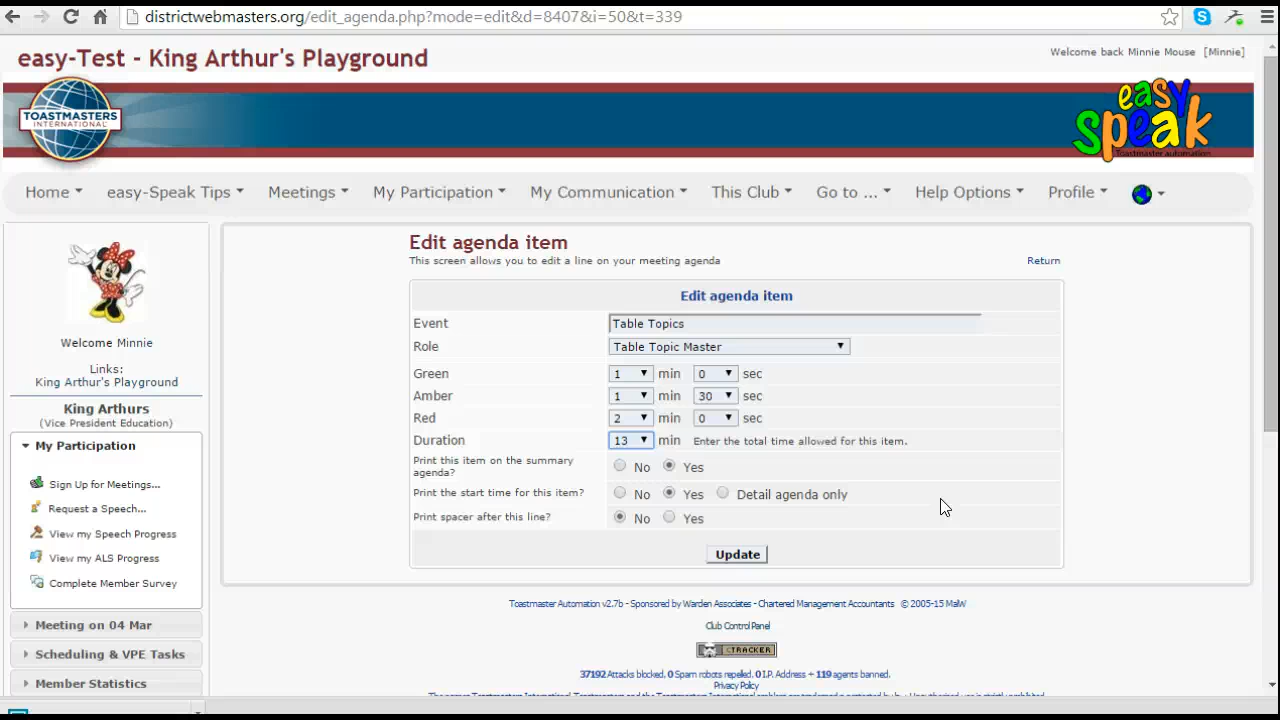 districtwebmasters.org/edit_agenda.php?mode=edit&d=8407&i=50&t=339
easy-Test - King Arthur's Playground
Welcome back Minnie Mouse [Minnie]
TOASTMASTERS
INTERNATIONAL
easy
speak
Toastmaster automation
Home easy-Speak Tips Meetings My Participation My Communication This Club Go to ... Help Options Profile
Edit agenda item
This screen allows you to edit a line on your meeting agenda
Return
Edit agenda item
Event Table Topics
Role Table Topic Master
Green 1 min 0 sec
Amber 1 min 30 sec
Red 2 min 0 sec
Duration 13 min Enter the total time allowed for this item.
Print this item on the summary
agenda? No Yes
Print the start time for this item? No Yes Detail agenda only
Print spacer after this line? No Yes
Update
Welcome Minnie
Links:
King Arthur's Playground
King Arthurs
(Vice President Education)
My Participation
Sign Up for Meetings...
Request a Speech...
View my Speech Progress
View my ALS Progress
Complete Member Survey
Meeting on 04 Mar
Scheduling & VPE Tasks
Member Statistics
Toastmaster Automation v2.7b - Sponsored by Warden Associates - Chartered Management Accountants © 2005-15 MalW
Club Control Panel
TRACKER
37192 Attacks blocked, 0 Spam robots repelled, 0 I.P. Address + 119 agents banned.
Privacy Policy